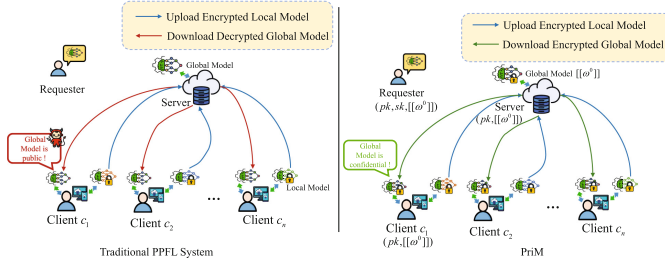 Upload Encrypted Local Model
Download Decrypted Global Model
Global Model
Requester
Server
Global
Model is
public !
Local Model
Client c₁
Client c₂
...
Client cₙ
Traditional PPFL System
Upload Encrypted Local Model
Download Encrypted Global Model
Global Model [[ω⁰]]
Requester
(pk,sk,[[ω⁰]])
Server
(pk,[[ω⁰]])
Global
Model is
confidential !
Client c₁
(pk,[[ω⁰]])
Client c₂
...
Client cₙ
PriM